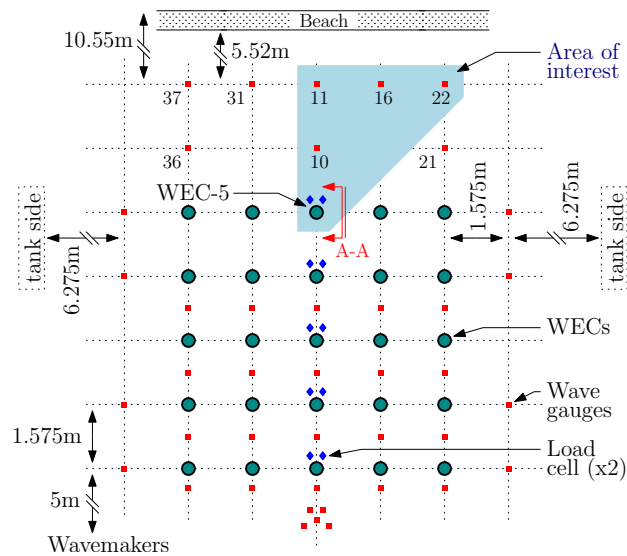 Beach
10.55m
5.52m
Area of
interest
37
31
11
16
22
36
10
21
WEC-5
1.575m
6.275m
A-A
tank side
tank side
6.275m
WECs
Wave
gauges
1.575m
Load
cell (x2)
5m
Wavemakers